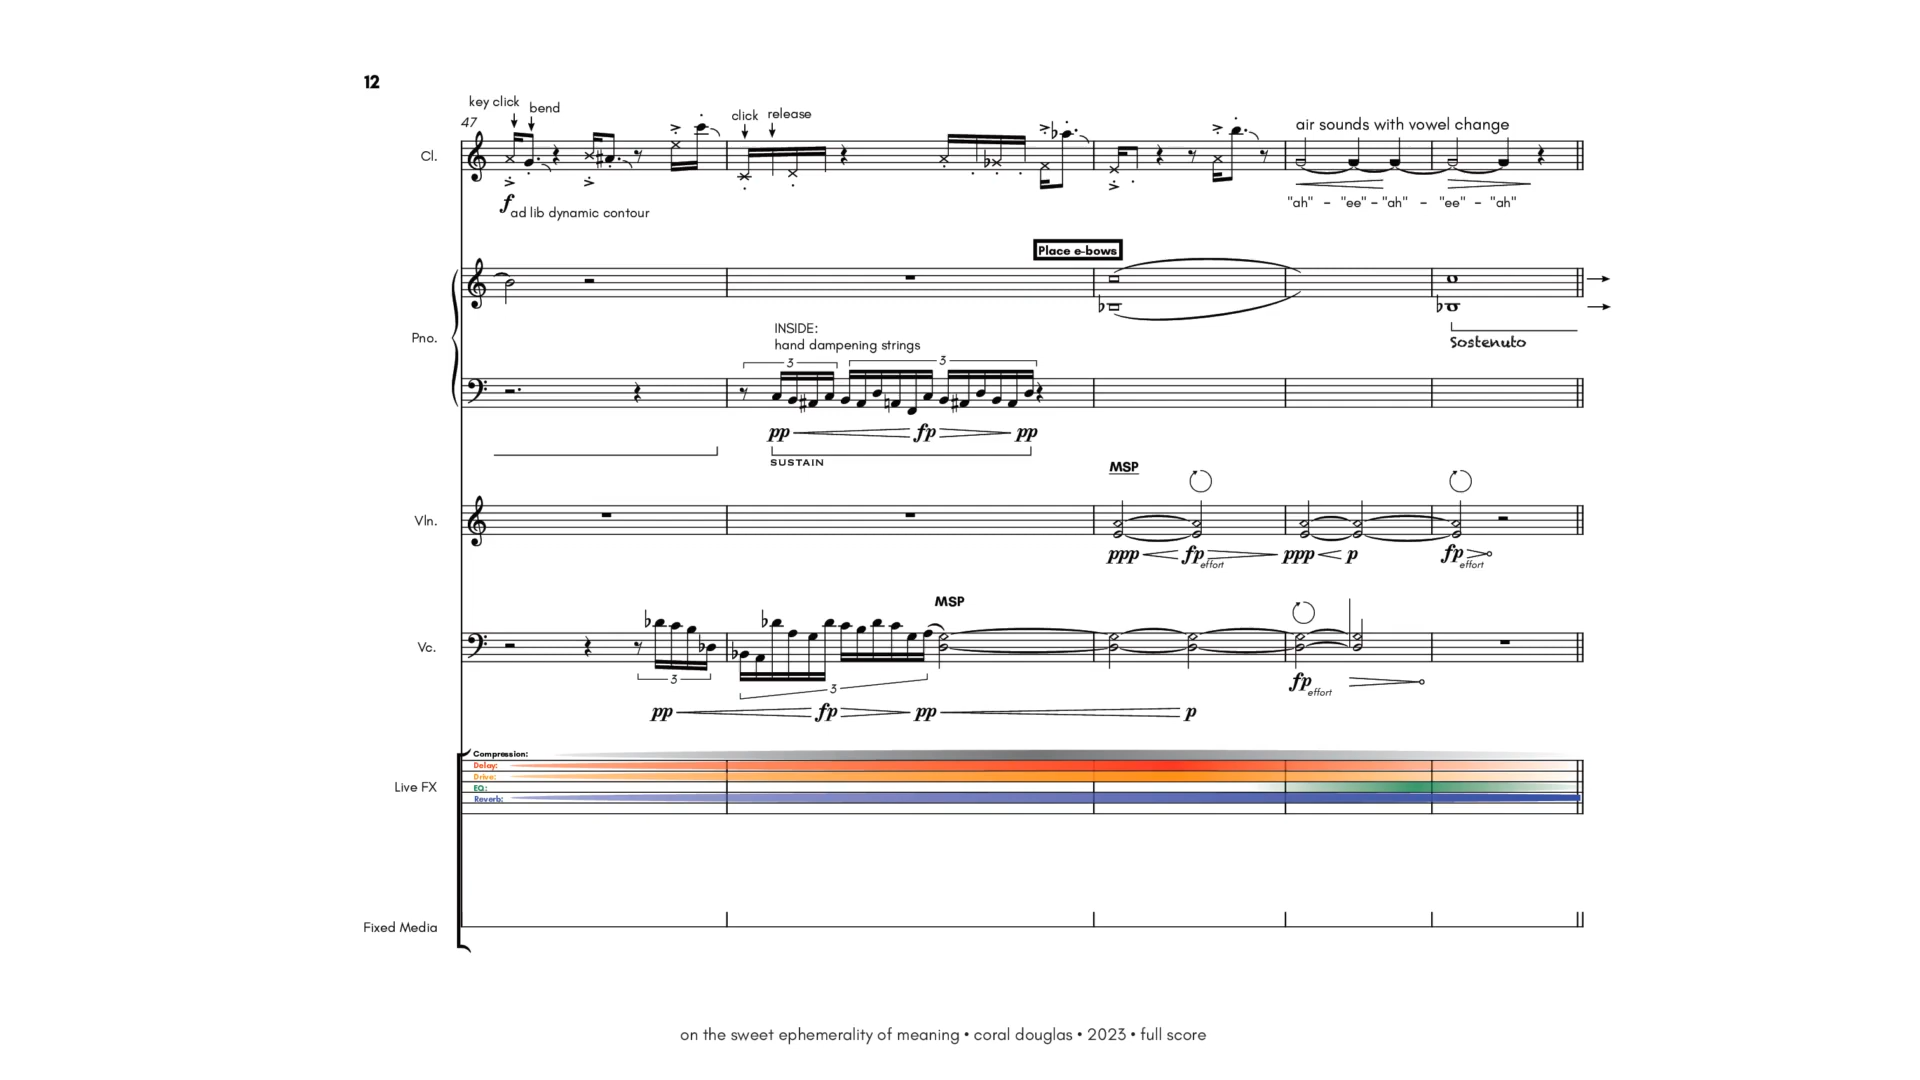 12
key click
bend
47
click
release
air sounds with vowel change
Cl.
f ad lib dynamic contour
"ah" – "ee" – "ah" – "ee" – "ah"
Place e-bows
INSIDE:
hand dampening strings
Pno.
Sostenuto
3 3
pp fp pp
SUSTAIN
MSP
Vln.
ppp fp effort ppp p fp effort
MSP
Vc.
3 3
fp effort
pp fp pp p
Compression:
Delay:
Drive:
EQ:
Reverb:
Live FX
Fixed Media
on the sweet ephemerality of meaning • coral douglas • 2023 • full score